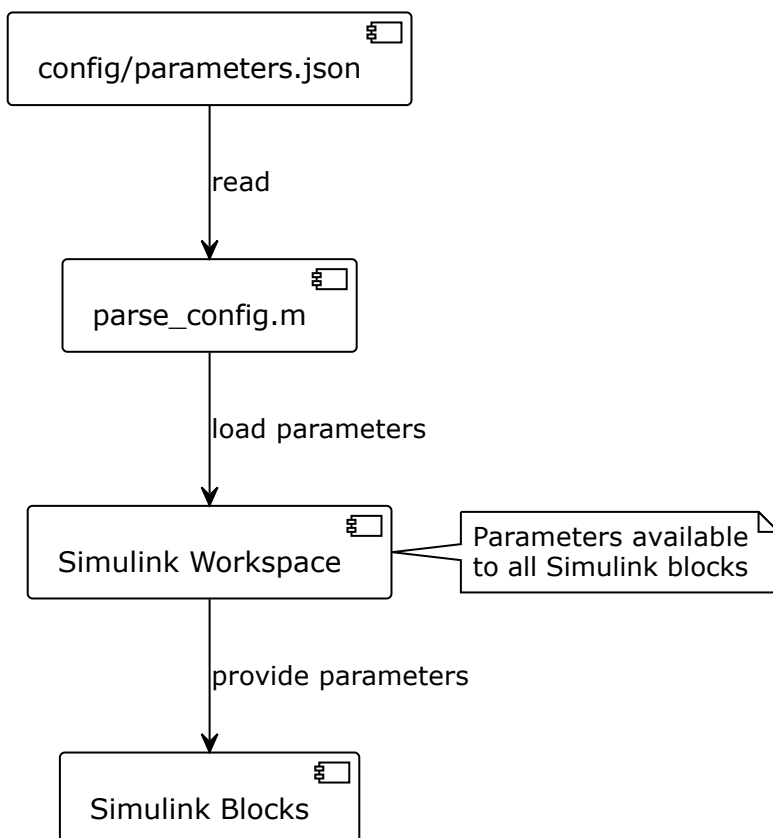 config/parameters.json
read
parse_config.m
load parameters
Simulink Workspace
Parameters available
to all Simulink blocks
provide parameters
Simulink Blocks